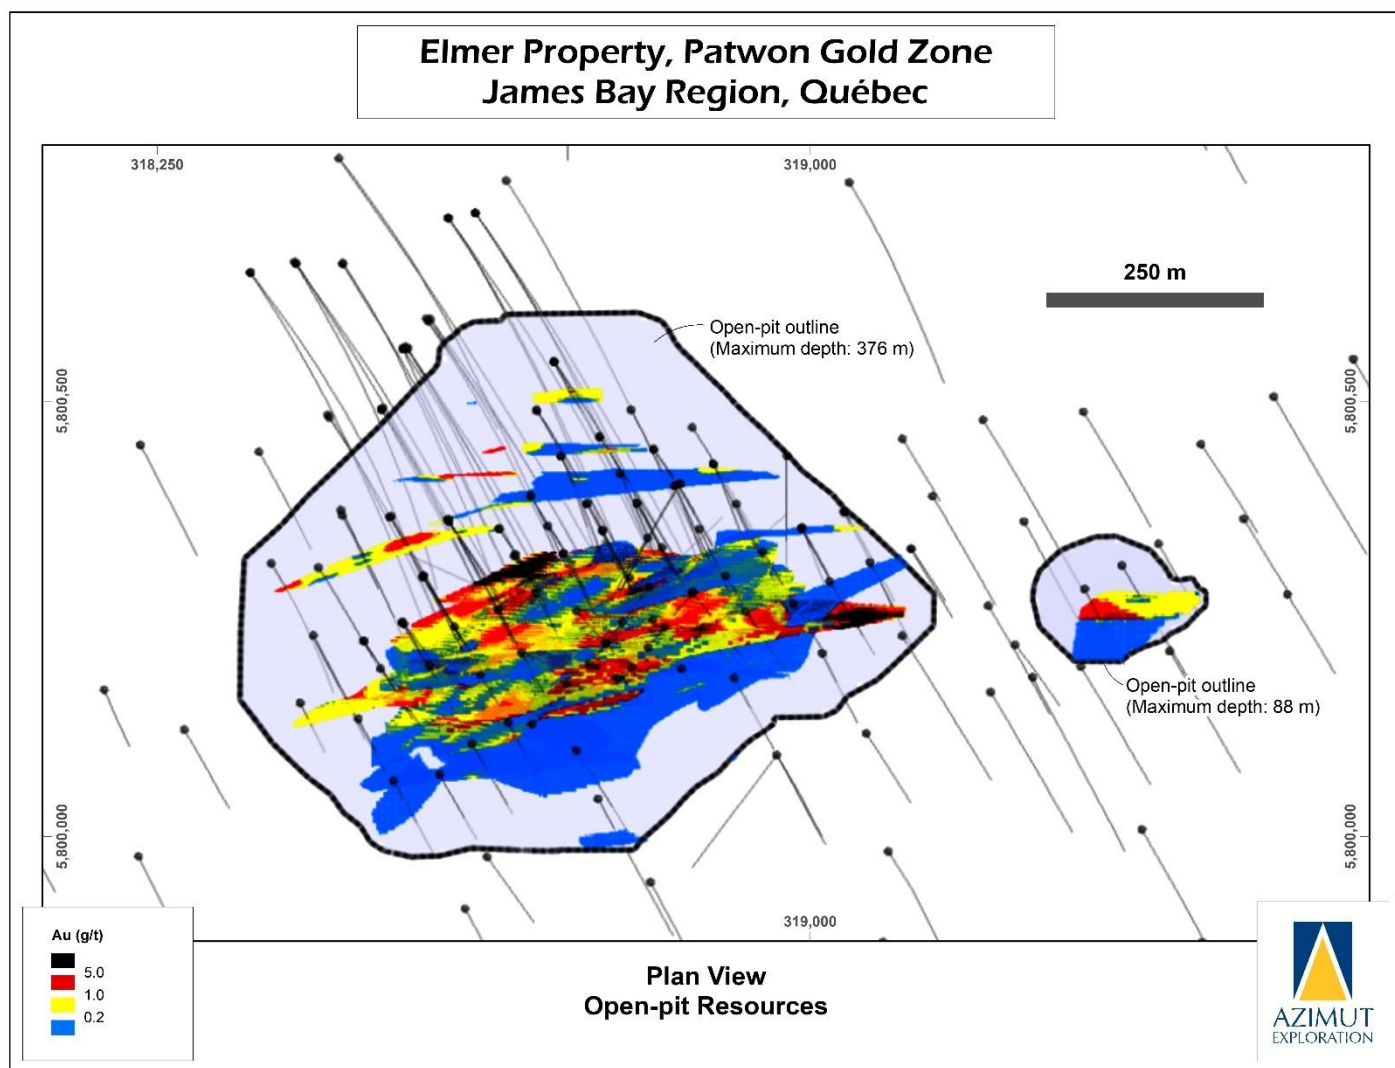 Elmer Property, Patwon Gold Zone
James Bay Region, Québec
318,250
319,000
250 m
Open-pit outline
(Maximum depth: 376 m)
5,800,500
5,800,500
Open-pit outline
(Maximum depth: 88 m)
5,800,000
5,800,000
319,000
Au (g/t)
5.0
1.0
0.2
Plan View
Open-pit Resources
AZIMUT
EXPLORATION